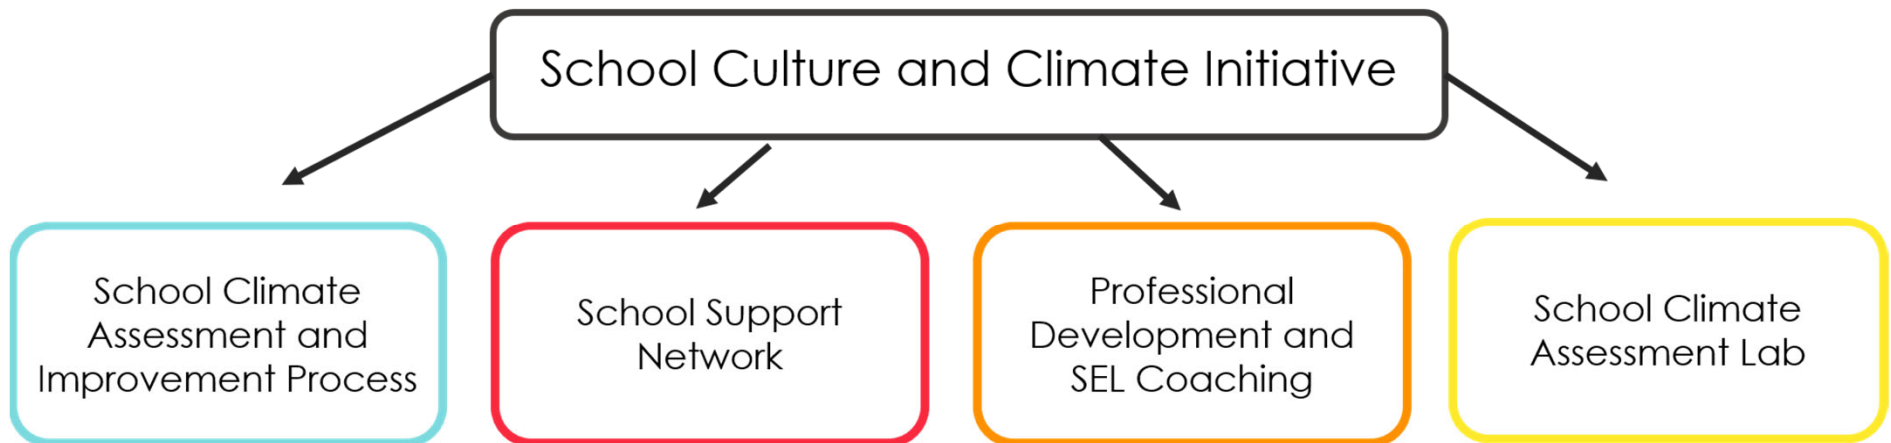 School Culture and Climate Initiative
School Climate
Assessment and
Improvement Process
School Support
Network
Professional
Development and
SEL Coaching
School Climate
Assessment Lab